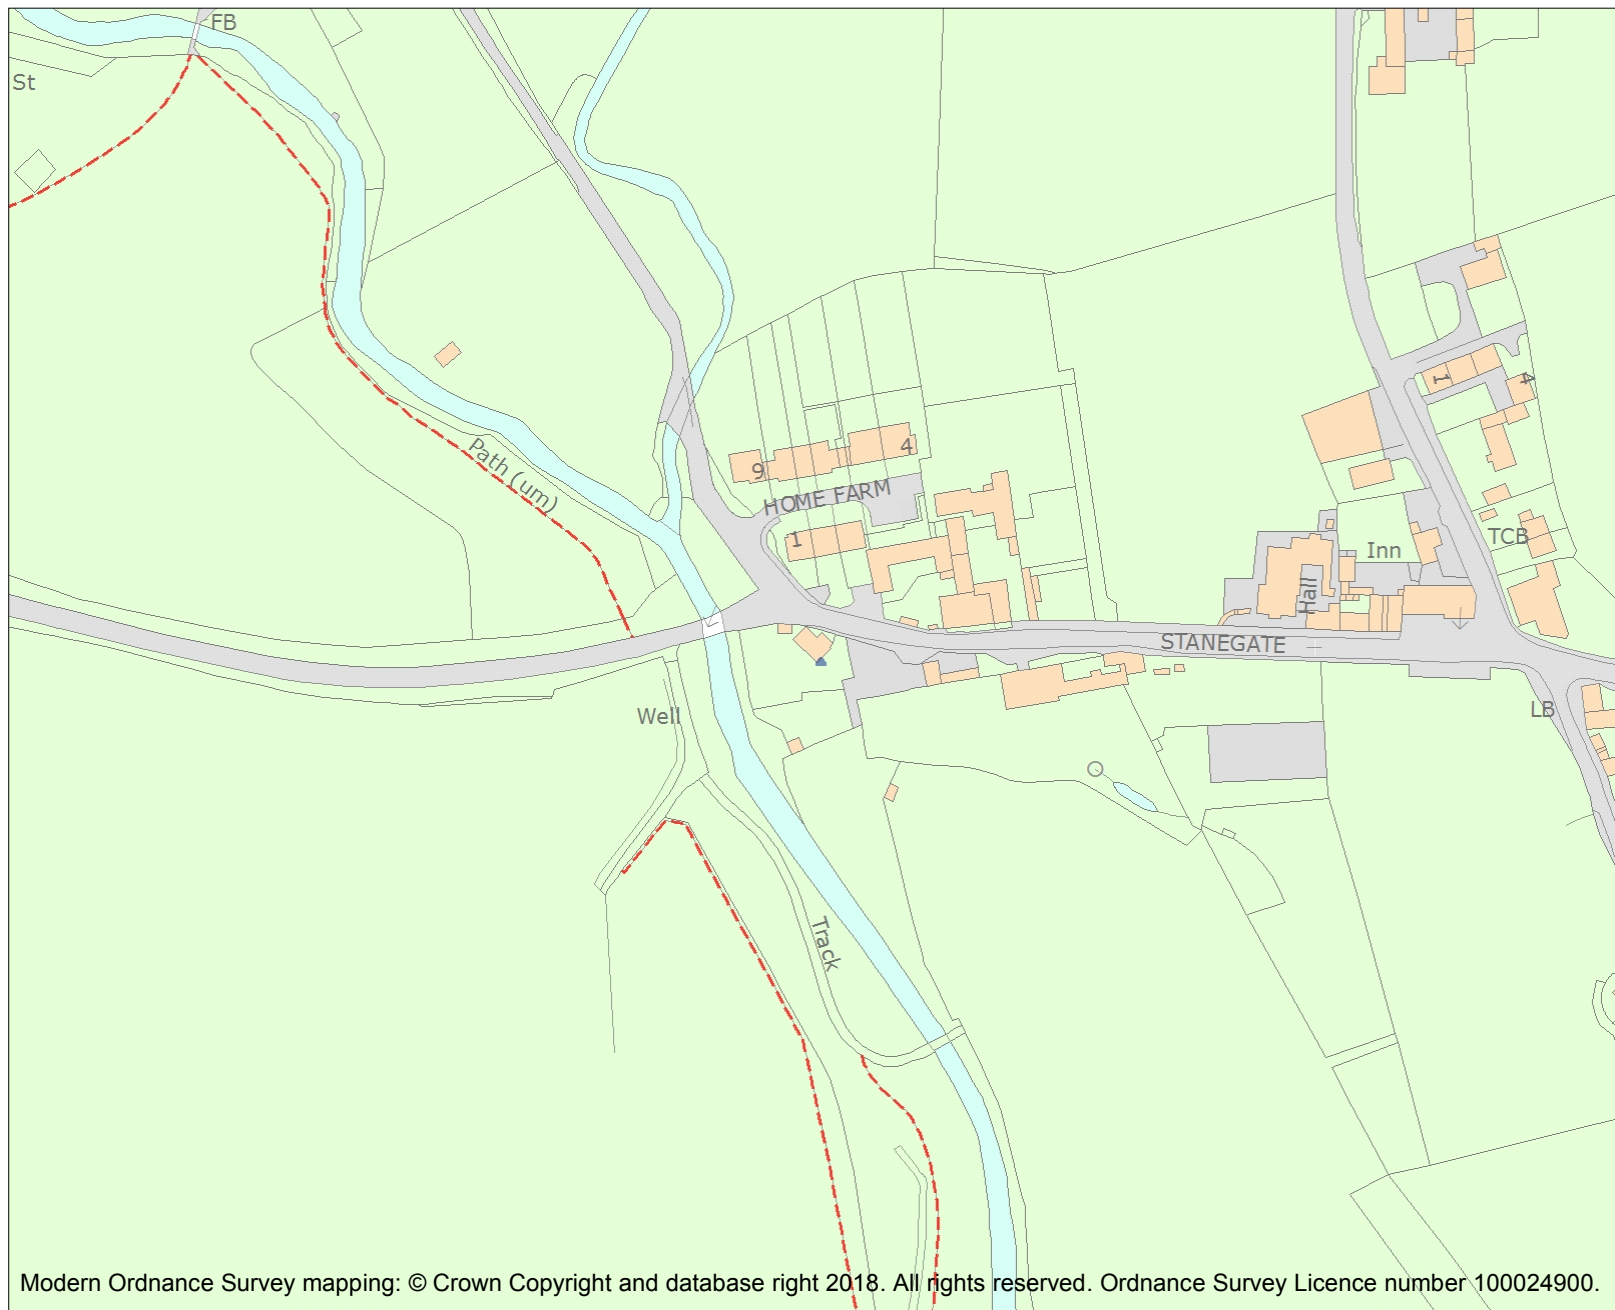 FB
St
Path (um)
9
4
HOME FARM
1
1
4
TCB
Inn
Hall
STANEGATE
LB
Well
Track
Modern Ordnance Survey mapping: © Crown Copyright and database right 2018. All rights reserved. Ordnance Survey Licence number 100024900.